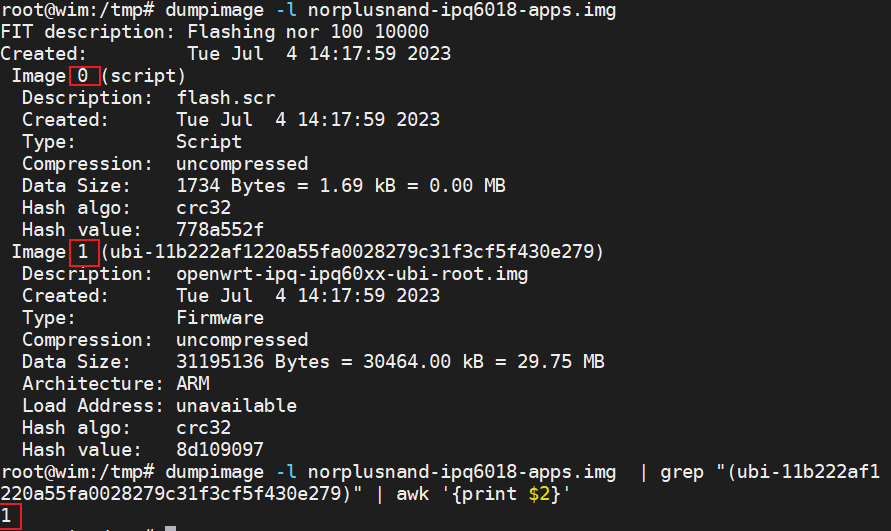 root@wim:/tmp# dumpimage -l norplusnand-ipq6018-apps.img
FIT description: Flashing nor 100 10000
Created:         Tue Jul  4 14:17:59 2023
 Image 0 (script)
  Description:  flash.scr
  Created:      Tue Jul  4 14:17:59 2023
  Type:         Script
  Compression:  uncompressed
  Data Size:    1734 Bytes = 1.69 kB = 0.00 MB
  Hash algo:    crc32
  Hash value:   778a552f
 Image 1 (ubi-11b222af1220a55fa0028279c31f3cf5f430e279)
  Description:  openwrt-ipq-ipq60xx-ubi-root.img
  Created:      Tue Jul  4 14:17:59 2023
  Type:         Firmware
  Compression:  uncompressed
  Data Size:    31195136 Bytes = 30464.00 kB = 29.75 MB
  Architecture: ARM
  Load Address: unavailable
  Hash algo:    crc32
  Hash value:   8d109097
root@wim:/tmp# dumpimage -l norplusnand-ipq6018-apps.img  | grep "(ubi-11b222af1
220a55fa0028279c31f3cf5f430e279)" | awk '{print $2}'
1